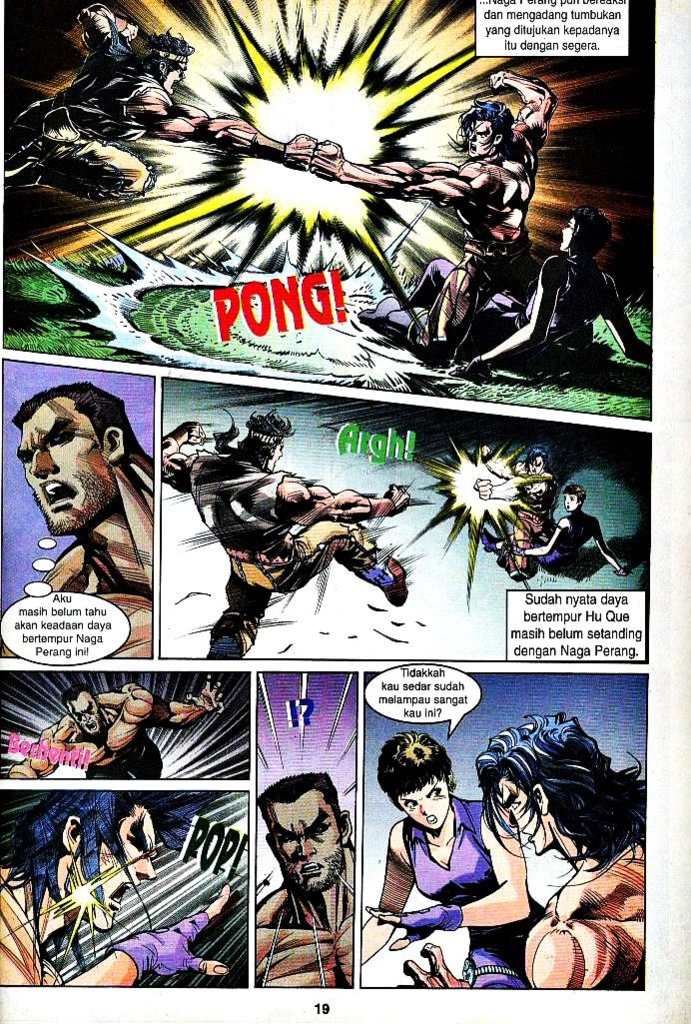 ...Naga Perang pun bereaksi
dan mengadang tumbukan
yang ditujukan kepadanya
itu dengan segera.
PONG!
Aku
masih belum tahu
akan keadaan daya
bertempur Naga
Perang ini!
Argh!
Sudah nyata daya
bertempur Hu Que
masih belum setanding
dengan Naga Perang.
Berhenti!
!?
Tidakkah
kau sedar sudah
melampau sangat
kau ini?
POP!
19